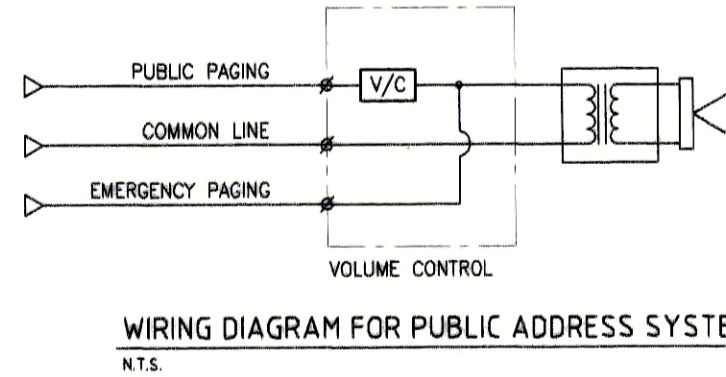 PUBLIC PAGING
V/C
COMMON LINE
EMERGENCY PAGING
VOLUME CONTROL
WIRING DIAGRAM FOR PUBLIC ADDRESS SYSTE
N.T.S.